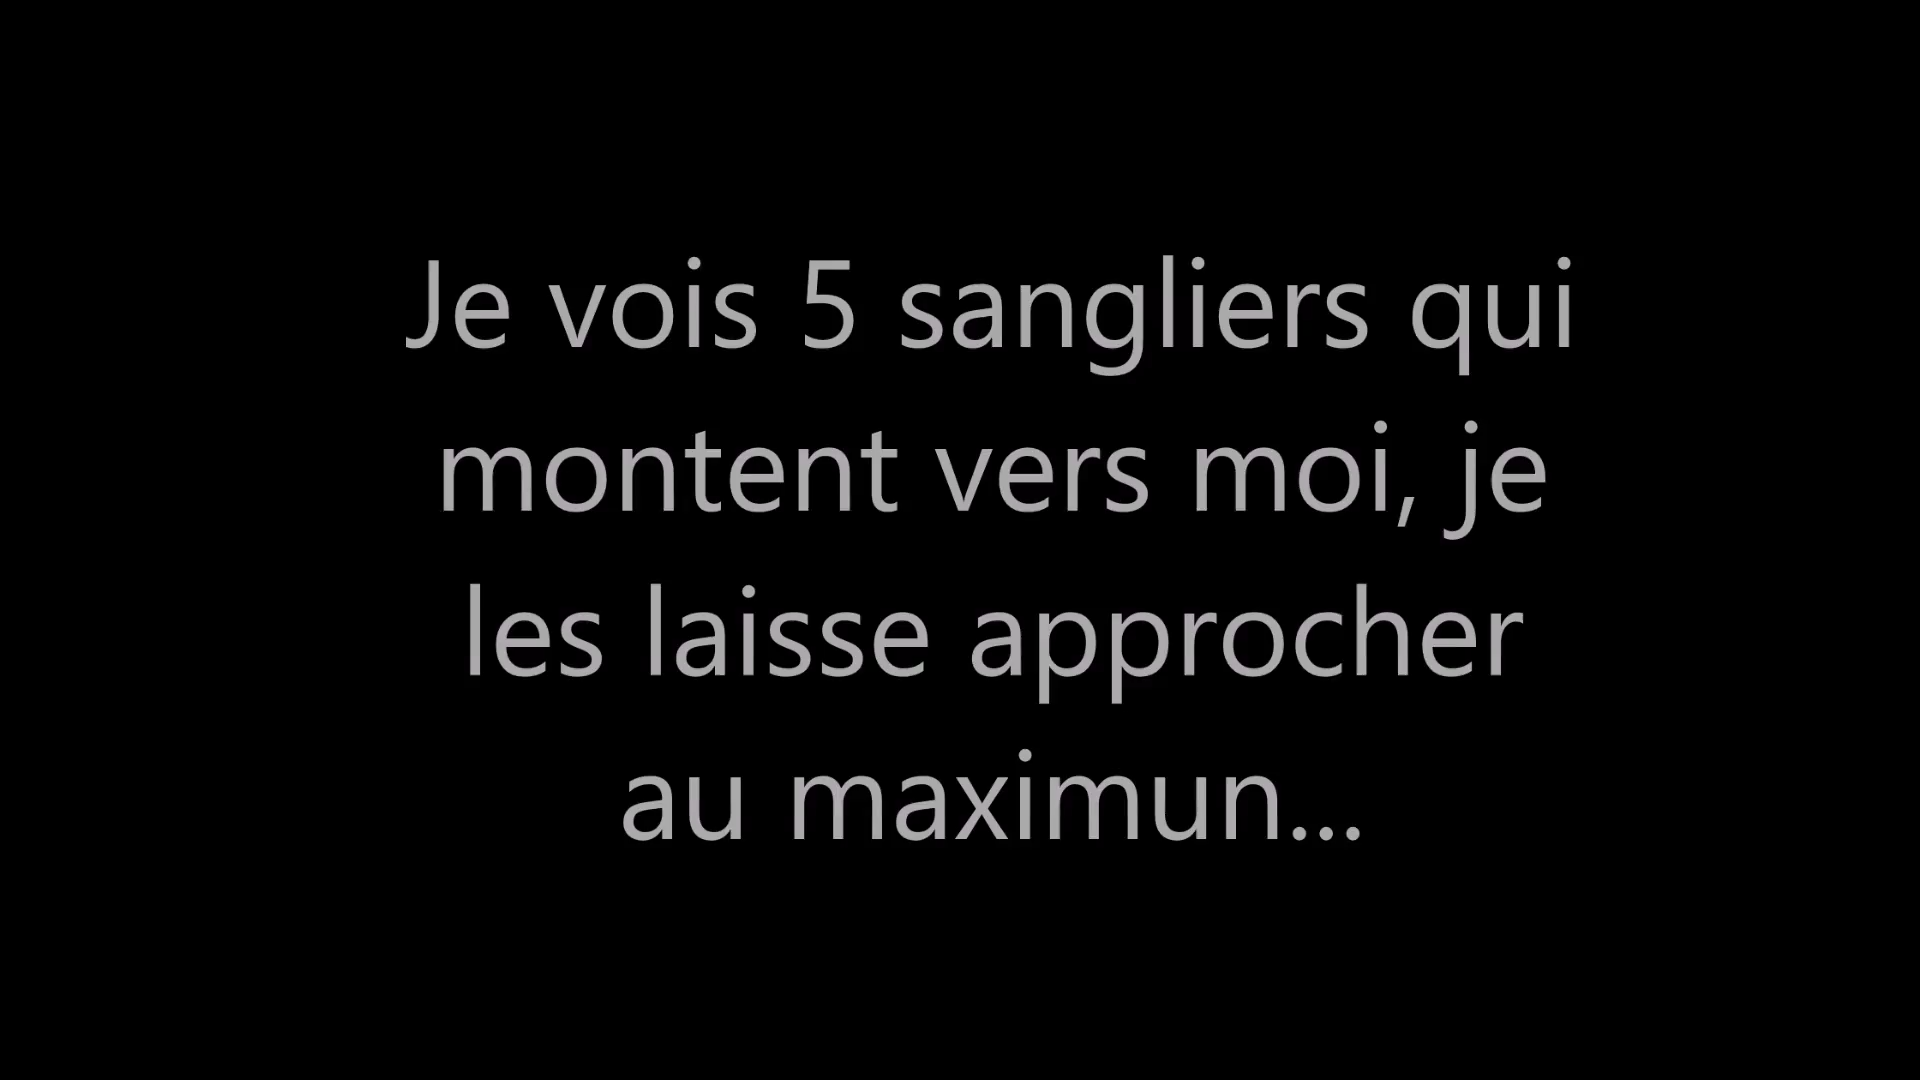 Je vois 5 sangliers qui
montent vers moi, je
les laisse approcher
au maximun...